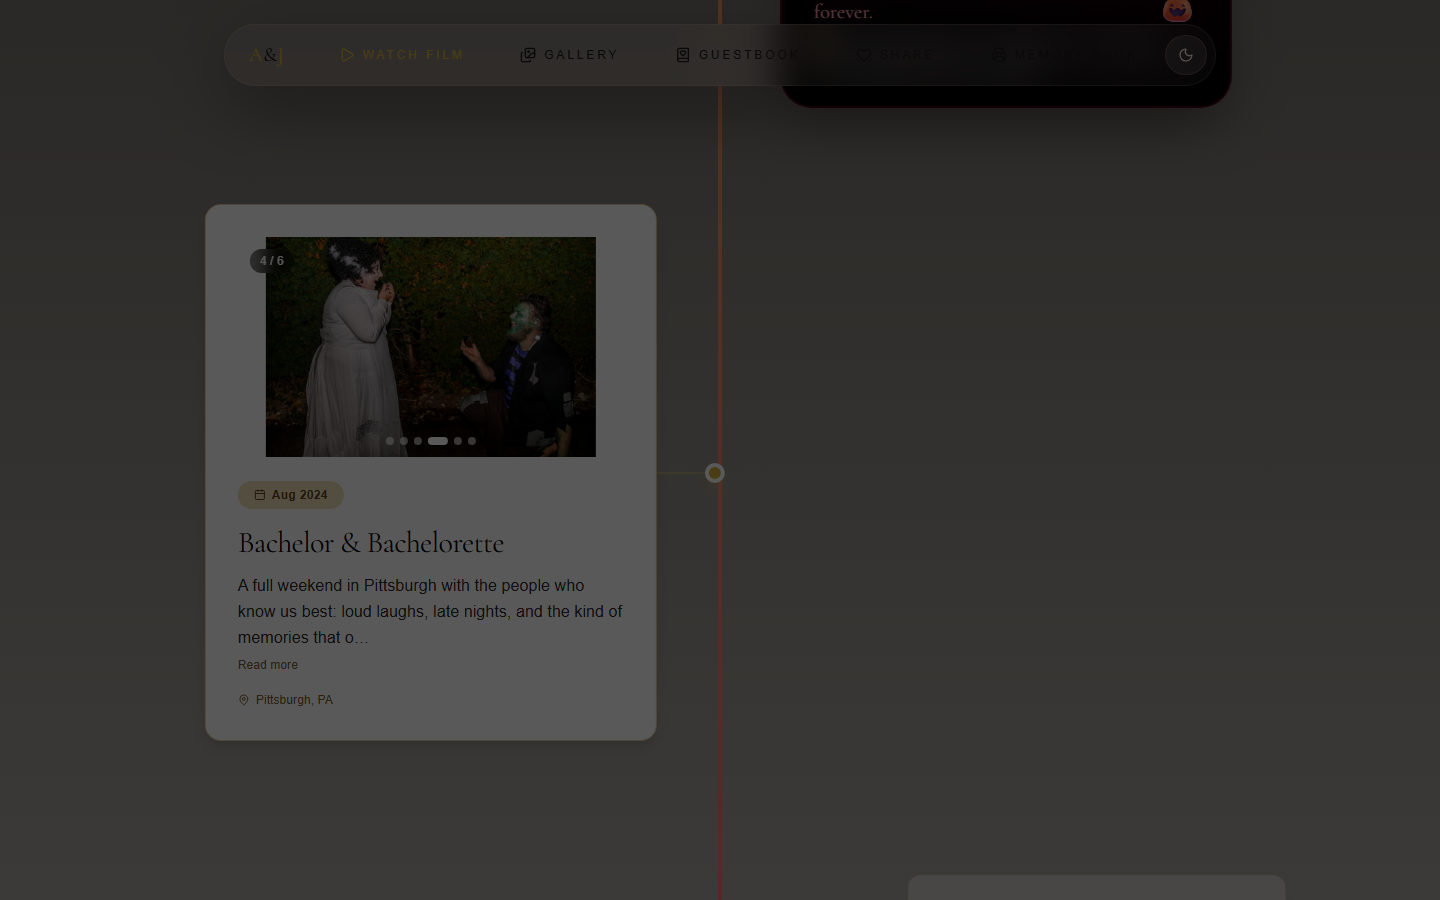 forever.
A&J
WATCH FILM
GALLERY
GUESTBOOK
SHARE
4 / 6
Aug 2024
Bachelor & Bachelorette
A full weekend in Pittsburgh with the people who
know us best: loud laughs, late nights, and the kind of
memories that o…
Read more
Pittsburgh, PA